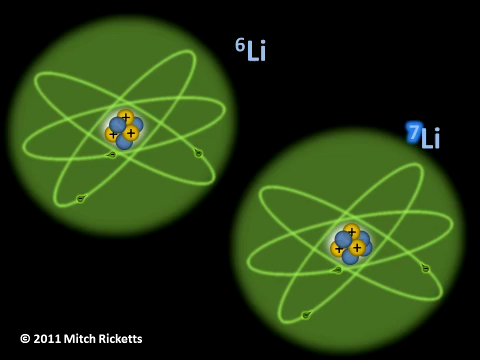 ⁶Li
⁷Li
+
+ +
+
+ +
© 2011 Mitch Ricketts